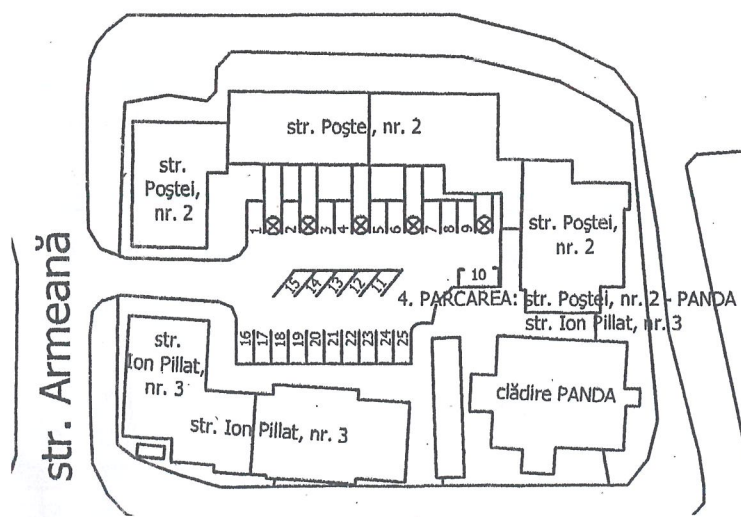 str. Poştei, nr. 2
str.
Poştei,
nr. 2
str. Poştei,
nr. 2
1 2 3 4 5 6 7 8 9
10
15 14 13 12 11
4. PARCAREA: str. Poştei, nr. 2 - PANDA
str. Ion Pillat, nr. 3
16 17 18 19 20 21 22 23 24 25
str.
Ion Pillat,
nr. 3
str. Ion Pillat, nr. 3
clădire PANDA
str. Armeană